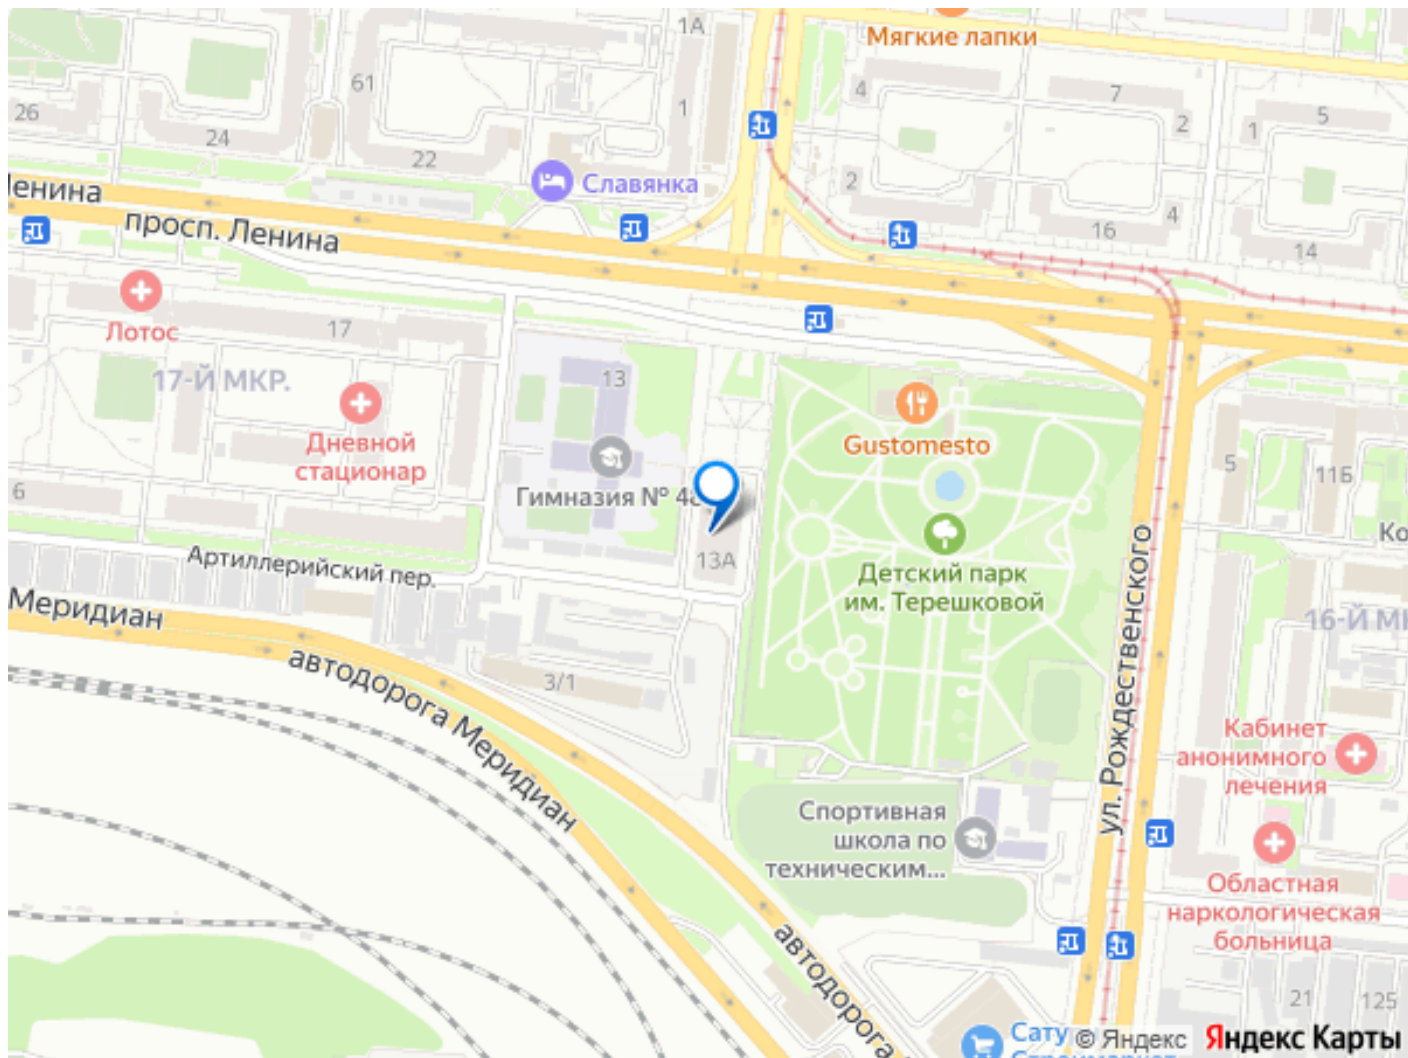 1А
Мягкие лапки
61
4
7
26
1
5
24
2
1
22
Славянка
2
Ленина
4
просп. Ленина
16
14
Лотос
17
17-Й МКР.
13
Gustomesto
Дневной
стационар
5
11Б
6
Гимназия № 4
13А
Артиллерийский пер.
Детский парк
им. Терешковой
Меридиан
16-Й
автодорога Меридиан
3/1
ул. Рождественского
Кабинет
анонимного
лечения
Спортивная
школа по
техническим...
Областная
наркологическая
больница
автодорога
21
125
Сату
© Яндекс
Яндекс Карты